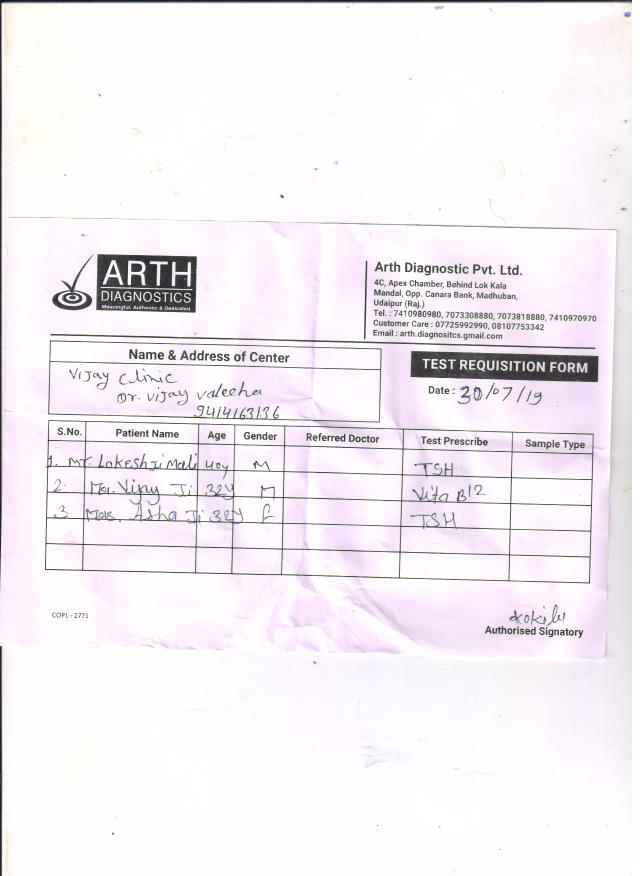 ARTH
DIAGNOSTICS
Meaningful, Authentic & Dedicated
Arth Diagnostic Pvt. Ltd.
4C, Apex Chamber, Behind Lok Kala
Mandal, Opp. Canara Bank, Madhuban,
Udaipur (Raj.)
Tel. : 7410980980, 7073308880, 7073818880, 7410970970
Customer Care : 07725992990, 08107753342
Email : arth.diagnositcs.gmail.com
Name & Address of Center
Vijay Clinic
Dr. Vijay Valecha
9414163136
TEST REQUISITION FORM
Date : 30/07/19
S.No. Patient Name Age Gender Referred Doctor Test Prescribe Sample Type
1. Mr. Lokesh Ji Mali 40y M TSH
2. Vijay Ji 32y M Vita B12
3 Asha Ji 32y F TSH
COPL - 2771
Authorised Signatory